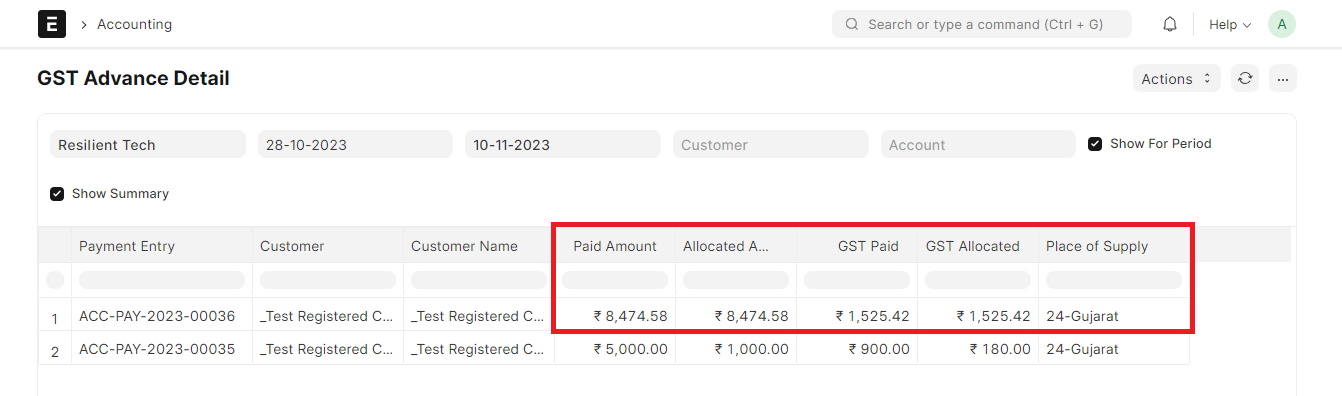 E > Accounting Search or type a command (Ctrl + G) Help A
GST Advance Detail Actions ...
Resilient Tech 28-10-2023 10-11-2023 Customer Account Show For Period
Show Summary
Payment Entry Customer Customer Name Paid Amount Allocated A... GST Paid GST Allocated Place of Supply
1 ACC-PAY-2023-00036 _Test Registered C... _Test Registered C... ₹ 8,474.58 ₹ 8,474.58 ₹ 1,525.42 ₹ 1,525.42 24-Gujarat
2 ACC-PAY-2023-00035 _Test Registered C... _Test Registered C... ₹ 5,000.00 ₹ 1,000.00 ₹ 900.00 ₹ 180.00 24-Gujarat